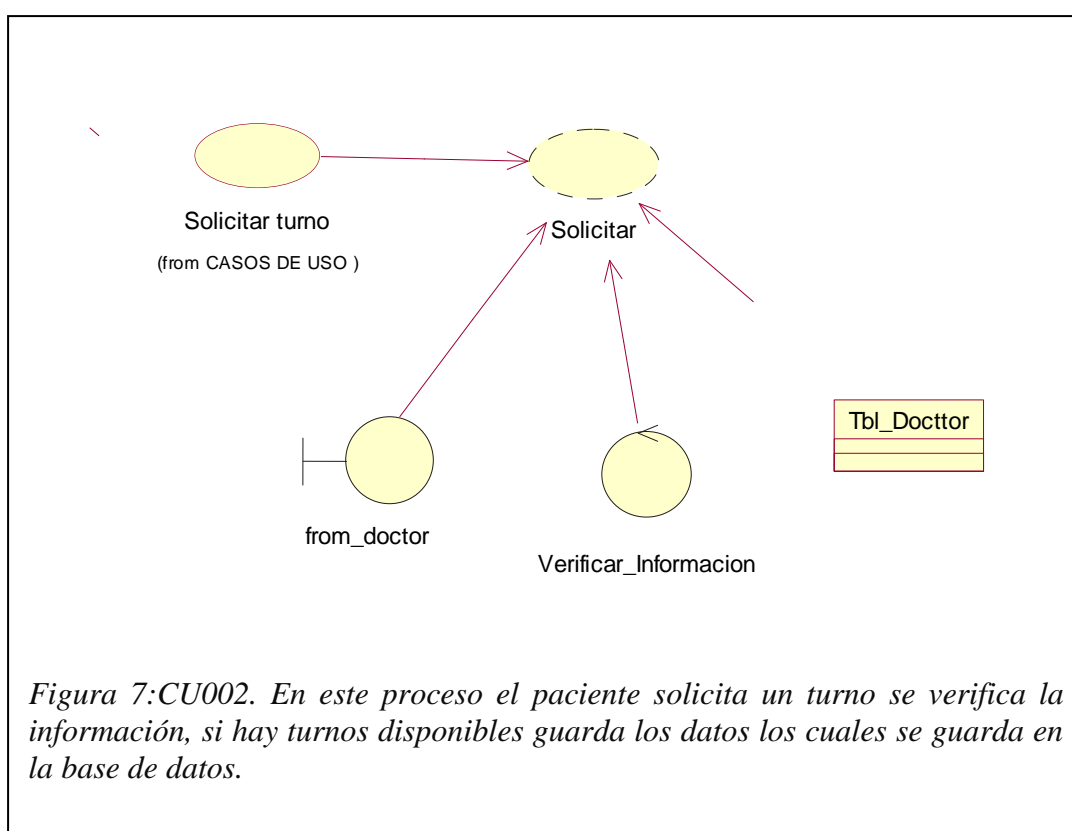 Solicitar turno
(from CASOS DE USO )
Solicitar
from_doctor
Verificar_Informacion
Tbl_Docttor
Figura 7:CU002. En este proceso el paciente solicita un turno se verifica la
información, si hay turnos disponibles guarda los datos los cuales se guarda en
la base de datos.